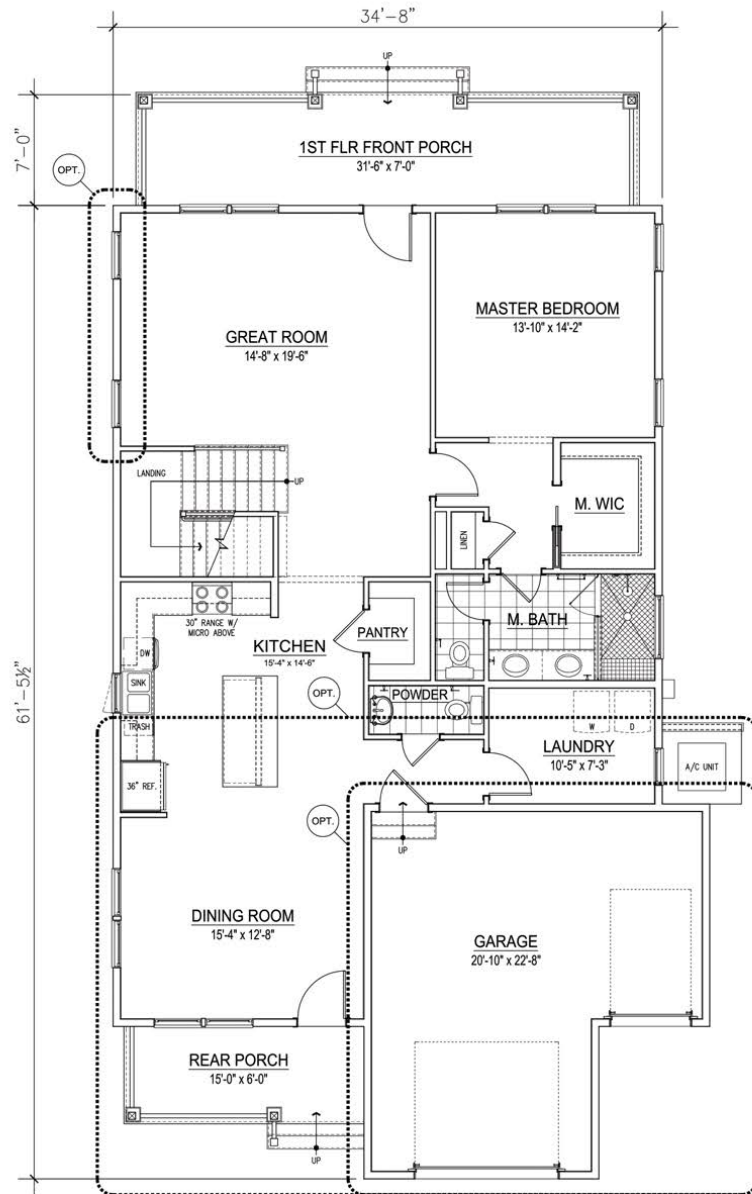 34'-8"
UP
7'-0"
1ST FLR FRONT PORCH
31'-6" x 7'-0"
OPT.
MASTER BEDROOM
13'-10" x 14'-2"
GREAT ROOM
14'-8" x 19'-6"
LANDING
UP
M. WIC
LINEN
30" RANGE W/
MICRO ABOVE
M. BATH
PANTRY
KITCHEN
15'-4" x 14'-6"
DW
SINK
TRASH
61'-5½"
OPT.
POWDER
W
D
LAUNDRY
10'-5" x 7'-3"
A/C UNIT
36" REF.
OPT.
UP
DINING ROOM
15'-4" x 12'-8"
GARAGE
20'-10" x 22'-8"
REAR PORCH
15'-0" x 6'-0"
UP